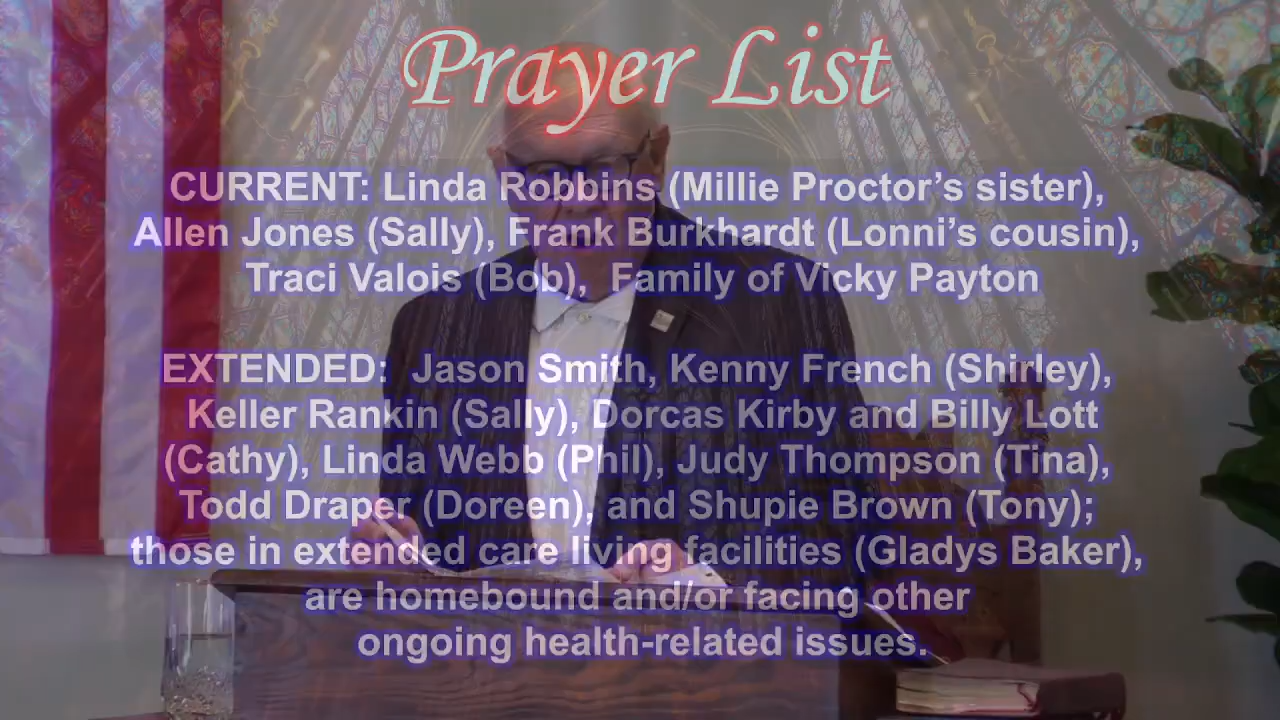 Prayer List
CURRENT: Linda Robbins (Millie Proctor’s sister),
Allen Jones (Sally), Frank Burkhardt (Lonni’s cousin),
Traci Valois (Bob),  Family of Vicky Payton
EXTENDED:  Jason Smith, Kenny French (Shirley),
Keller Rankin (Sally), Dorcas Kirby and Billy Lott
(Cathy), Linda Webb (Phil), Judy Thompson (Tina),
Todd Draper (Doreen), and Shupie Brown (Tony);
those in extended care living facilities (Gladys Baker),
are homebound and/or facing other
ongoing health-related issues.